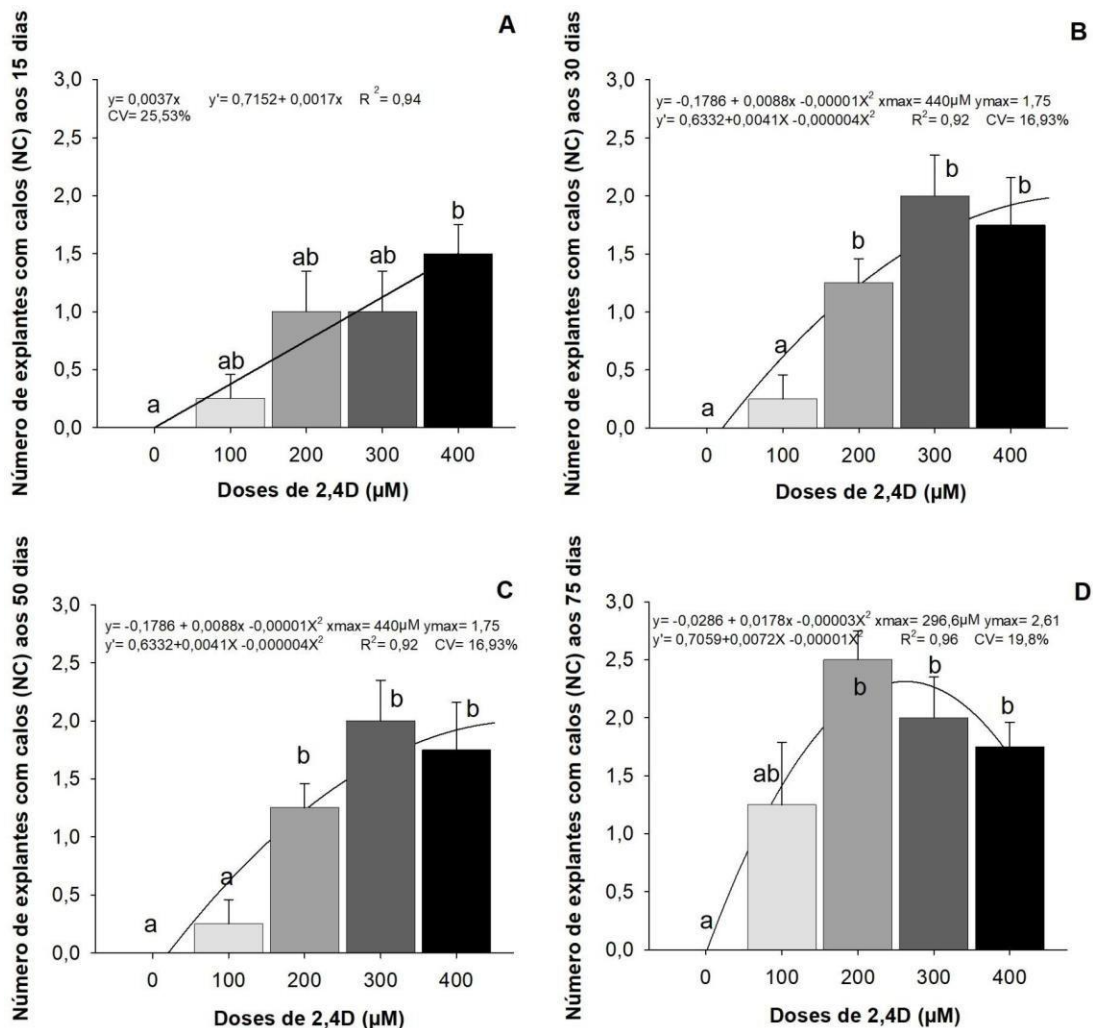 A
Número de explantes com calos (NC) aos 15 dias
y= 0,0037x y'= 0,7152+ 0,0017x R 2 = 0,94
CV= 25,53%
3,0
2,5
2,0
1,5
1,0
0,5
0,0
a
ab
ab
ab
b
0 100 200 300 400
Doses de 2,4D (µM)
B
Número de explantes com calos (NC) aos 30 dias
y= -0,1786 + 0,0088x -0,00001X2 xmax= 440µM ymax= 1,75
y'= 0,6332+0,0041X -0,000004X2 R2= 0,92 CV= 16,93%
3,0
2,5
2,0
1,5
1,0
0,5
0,0
a
a
b
b
b
0 100 200 300 400
Doses de 2,4D (µM)
C
Número de explantes com calos (NC) aos 50 dias
y= -0,1786 + 0,0088x -0,00001X2 xmax= 440µM ymax= 1,75
y'= 0,6332+0,0041X -0,000004X2 R2= 0,92 CV= 16,93%
3,0
2,5
2,0
1,5
1,0
0,5
0,0
a
a
b
b
b
0 100 200 300 400
Doses de 2,4D (µM)
D
Número de explantes com calos (NC) aos 75 dias
y= -0,0286 + 0,0178x -0,00003X2 xmax= 296,6µM ymax= 2,61
y'= 0,7059+0,0072X -0,00001X2 R2= 0,96 CV= 19,8%
3,0
2,5
2,0
1,5
1,0
0,5
0,0
a
ab
b
b
b
0 100 200 300 400
Doses de 2,4D (µM)